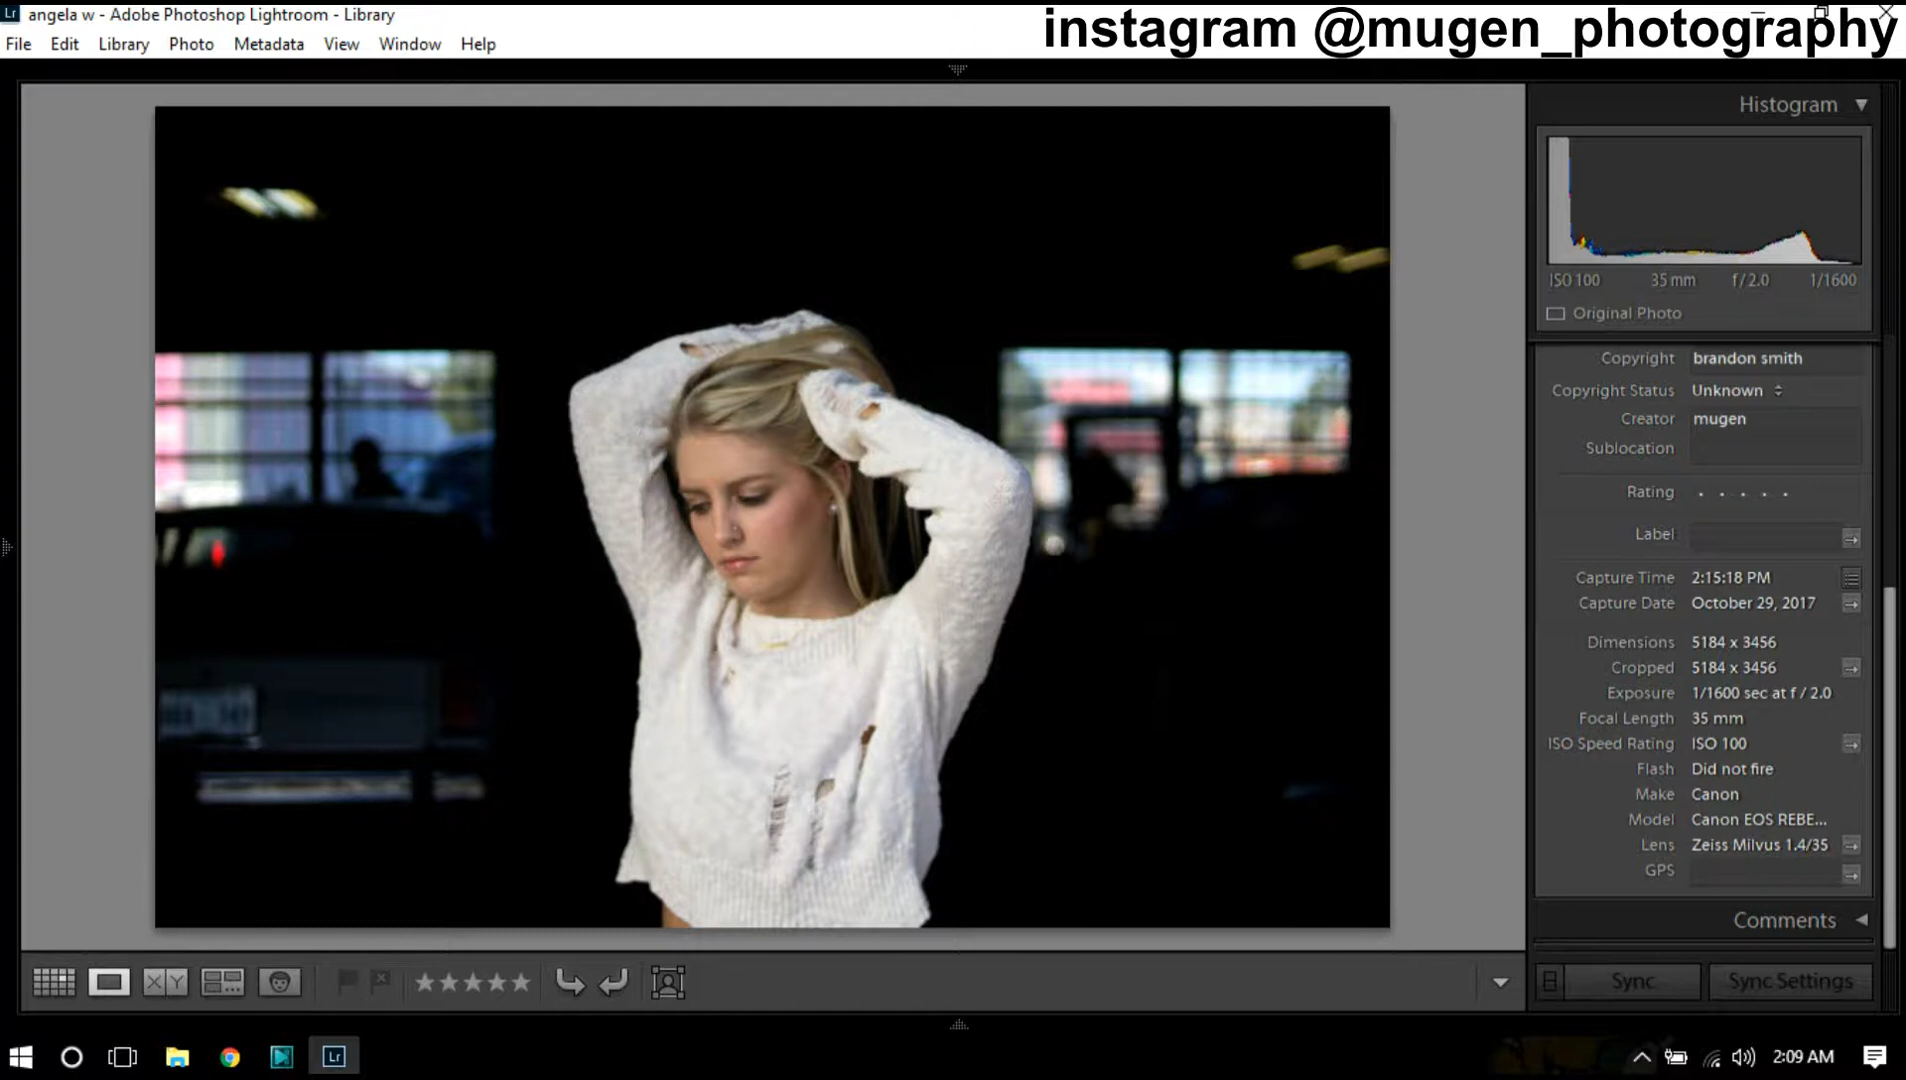 Lr angela w - Adobe Photoshop Lightroom - Library
instagram @mugen_photography
File Edit Library Photo Metadata View Window Help
Histogram
ISO 100 35 mm f / 2.0 1/1600
Original Photo
Copyright brandon smith
Copyright Status Unknown
Creator mugen
Sublocation
Rating
Label
Capture Time 2:15:18 PM
Capture Date October 29, 2017
Dimensions 5184 x 3456
Cropped 5184 x 3456
Exposure 1/1600 sec at f / 2.0
Focal Length 35 mm
ISO Speed Rating ISO 100
Flash Did not fire
Make Canon
Model Canon EOS REBE...
Lens Zeiss Milvus 1.4/35
GPS
Comments
X Y Sync Sync Settings
Lr 2:09 AM